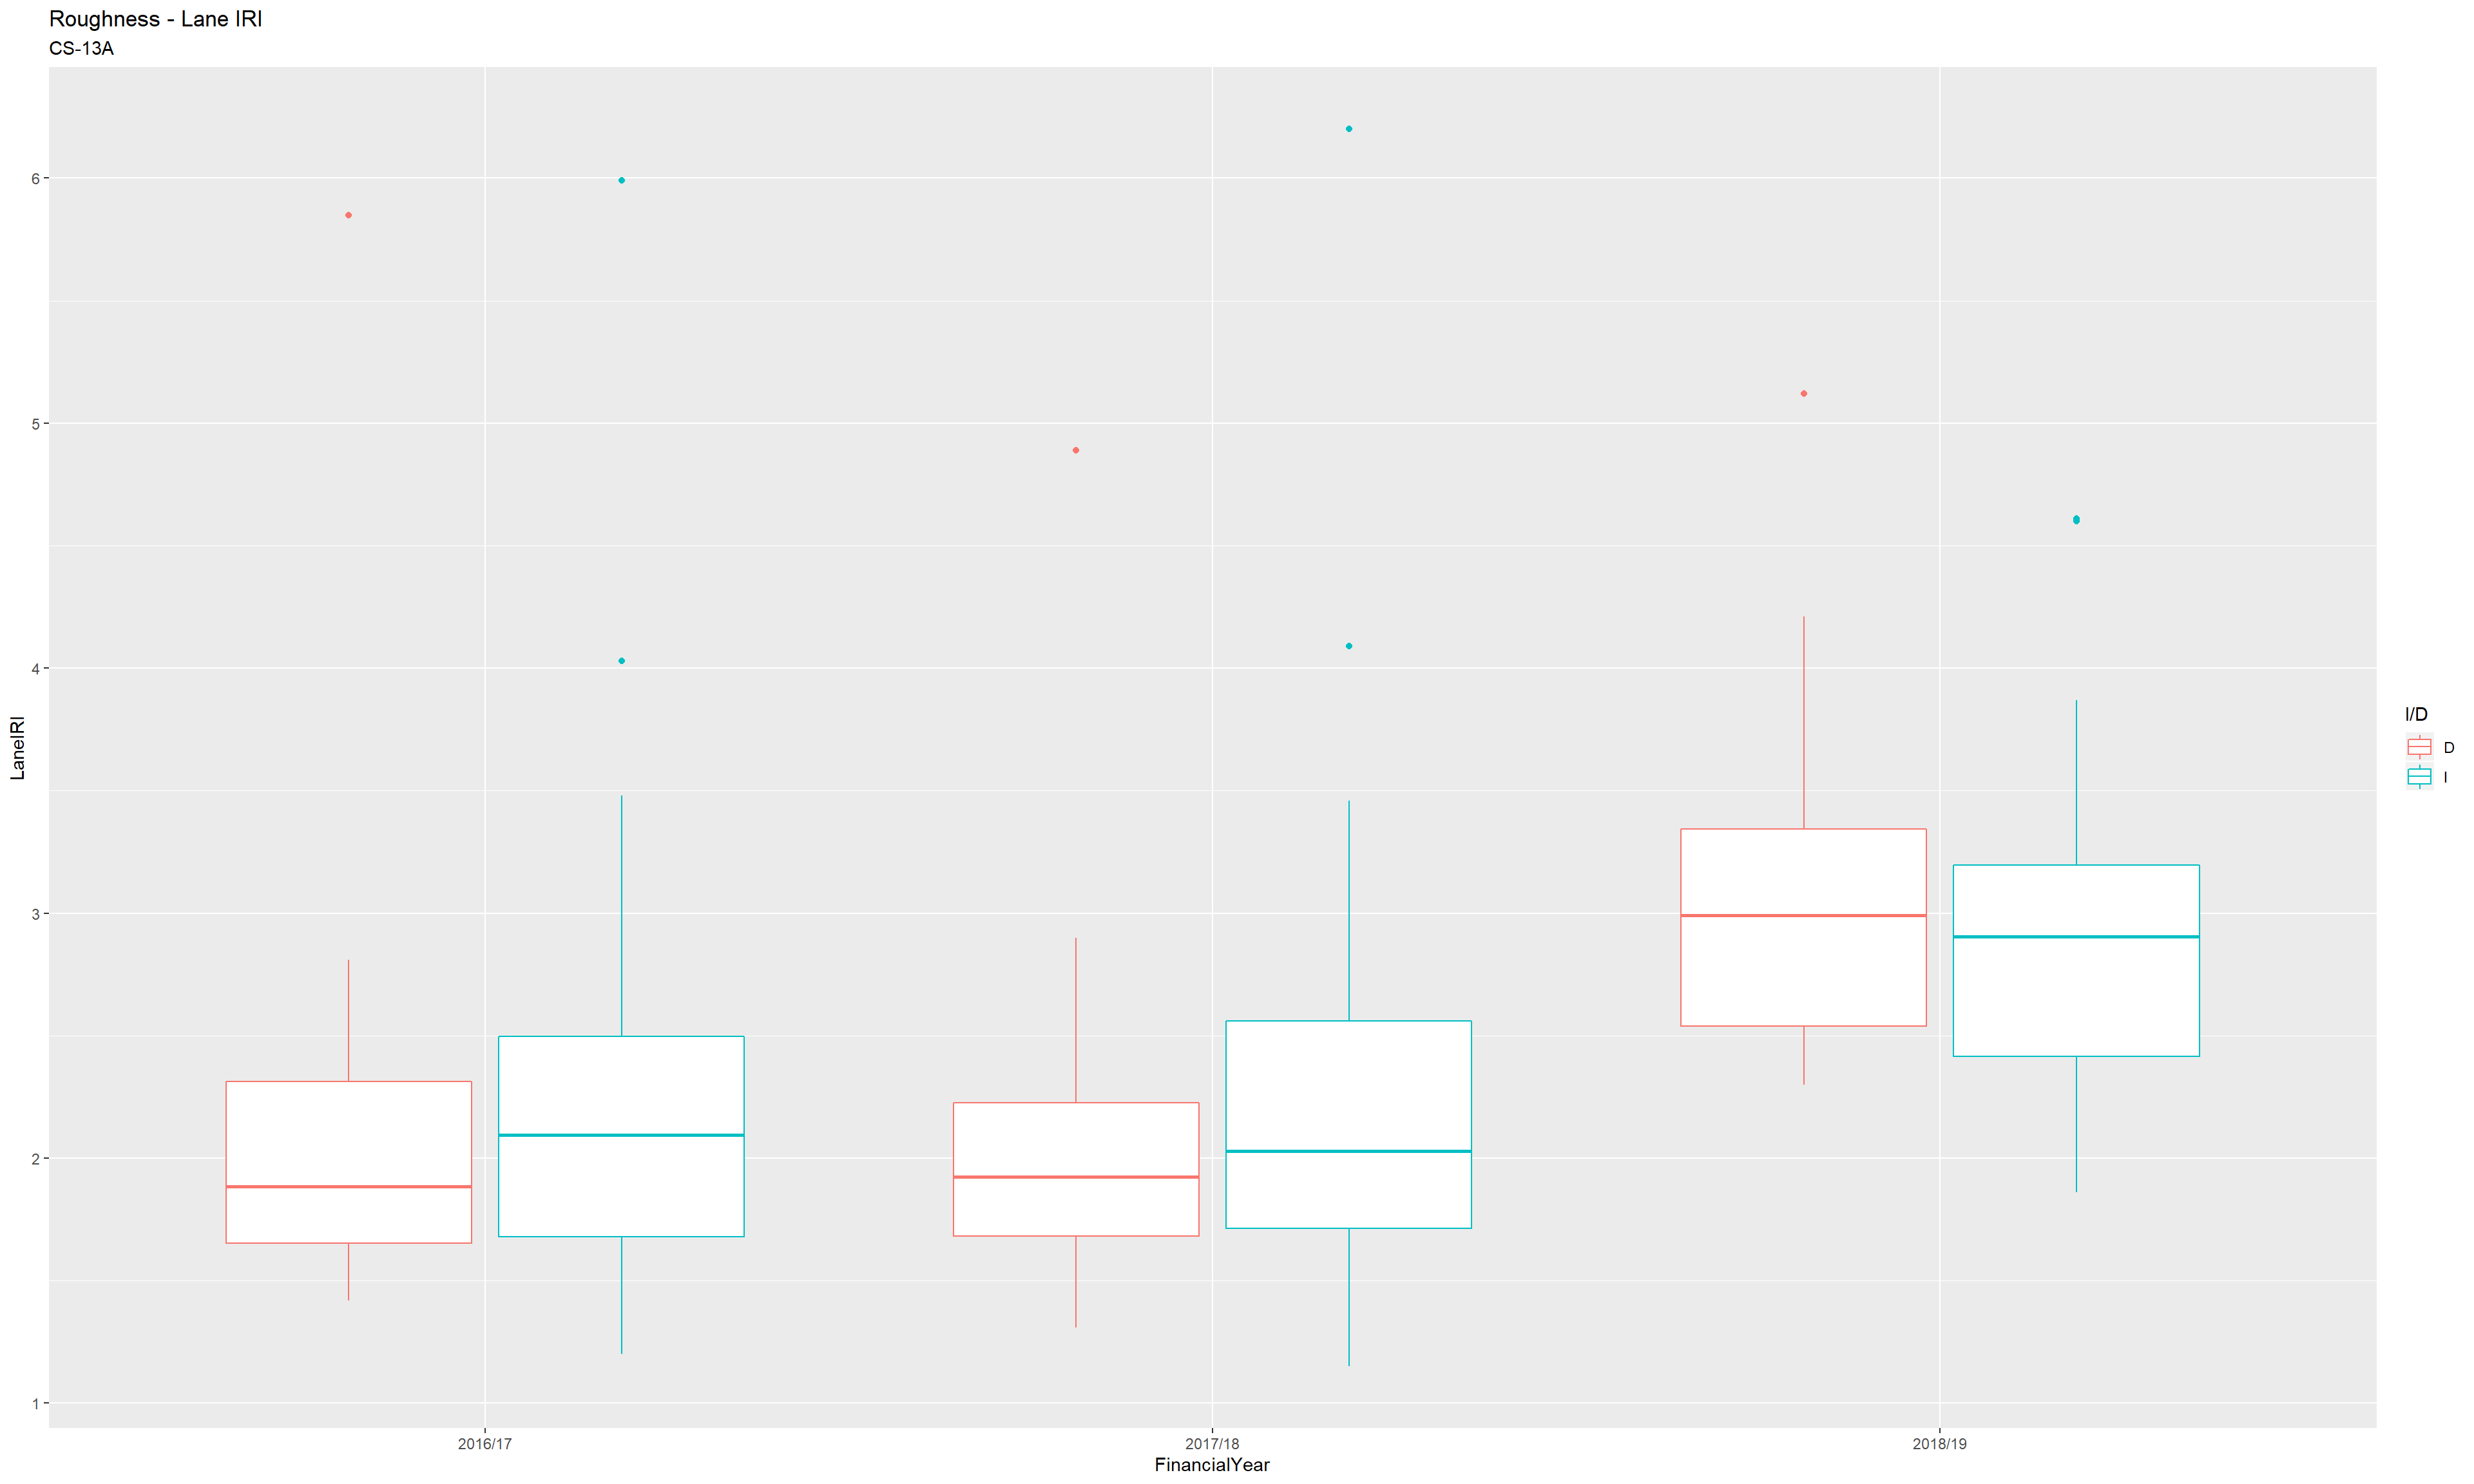 Roughness - Lane IRI
CS-13A
LaneIRI
6
5
4
3
2
1
2016/17
2017/18
2018/19
FinancialYear
I/D
D
I